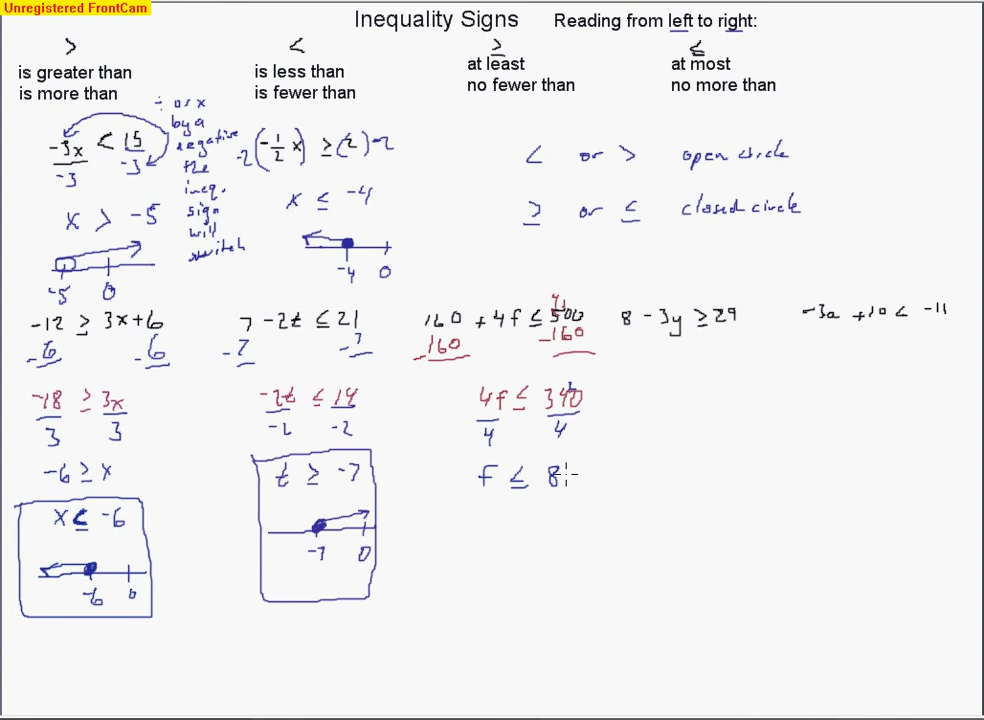 Unregistered FrontCam
Inequality Signs Reading from left to right:
> < ≥ ≤
is greater than is less than at least at most
is more than is fewer than no fewer than no more than
÷ or x
by a
negative
the
ineq.
sign
will
switch
-3x < 15
-3 -3
x > -5
-5 0
-2(-1/2 x) ≥ (2)-2
x ≤ -4
-4 0
< or > open circle
≥ or ≤ closed circle
-12 ≥ 3x+6
-6 -6
-18 ≥ 3x
3 3
-6 ≥ x
x ≤ -6
-6 0
7 -2t ≤ 21
-7 -7
-2t ≤ 14
-2 -2
t ≥ -7
-7 0
160 + 4f ≤ 500
-160 -160
4f ≤ 340
4 4
f ≤ 8
8 - 3y ≥ 29
-3a +10 < -11